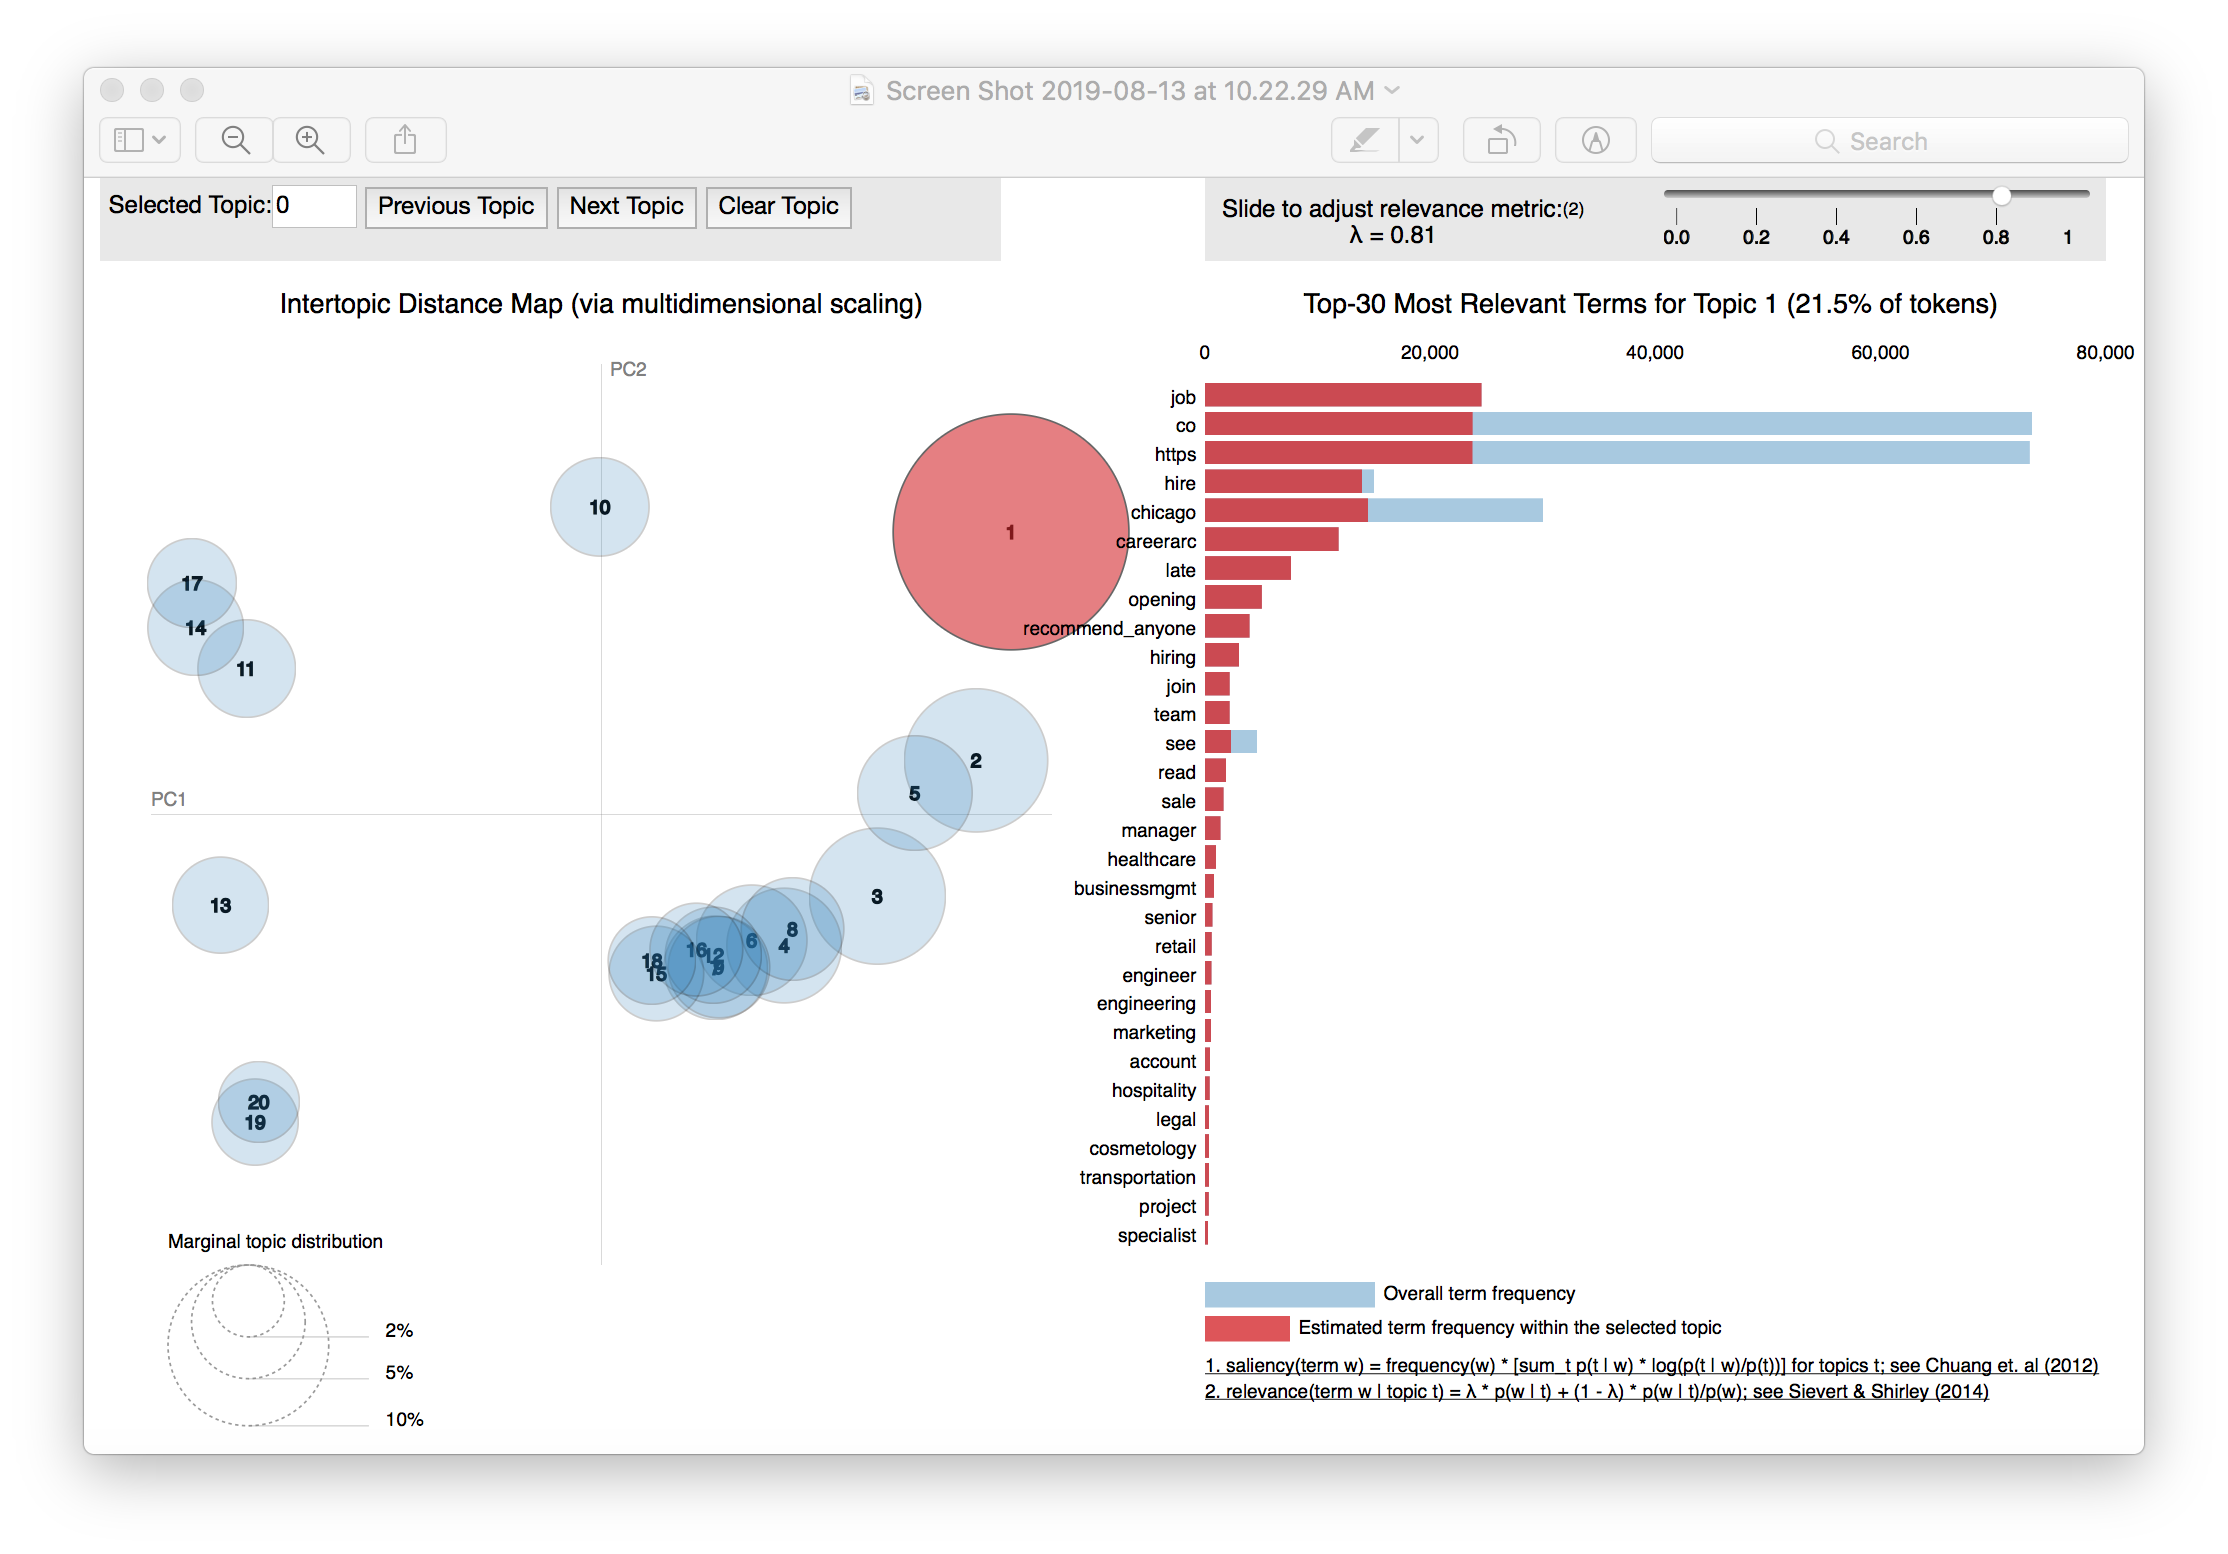 Screen Shot 2019-08-13 at 10.22.29 AM
Search
Selected Topic: 0 Previous Topic Next Topic Clear Topic
Slide to adjust relevance metric:(2)
λ = 0.81
0.0 0.2 0.4 0.6 0.8 1
Intertopic Distance Map (via multidimensional scaling)
PC2
PC1
1
10
17
14
11
2
5
3
13
8
6
4
16
12
18
15
7
9
20
19
Marginal topic distribution
2%
5%
10%
Top-30 Most Relevant Terms for Topic 1 (21.5% of tokens)
0 20,000 40,000 60,000 80,000
job
co
https
hire
chicago
careerarc
late
opening
recommend_anyone
hiring
join
team
see
read
sale
manager
healthcare
businessmgmt
senior
retail
engineer
engineering
marketing
account
hospitality
legal
cosmetology
transportation
project
specialist
Overall term frequency
Estimated term frequency within the selected topic
1. saliency(term w) = frequency(w) * [sum_t p(t | w) * log(p(t | w)/p(t))] for topics t; see Chuang et. al (2012)
2. relevance(term w | topic t) = λ * p(w | t) + (1 - λ) * p(w | t)/p(w); see Sievert & Shirley (2014)